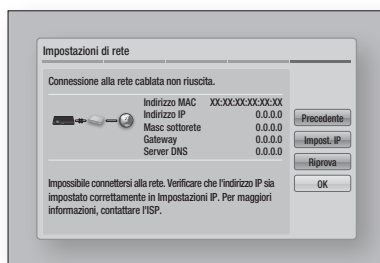 Impostazioni di rete
Connessione alla rete cablata non riuscita.
Indirizzo MAC XX:XX:XX:XX:XX:XX
Indirizzo IP 0.0.0.0
Masc sottorete 0.0.0.0
Gateway 0.0.0.0
Server DNS 0.0.0.0
Precedente
Impost. IP
Riprova
OK
Impossibile connettersi alla rete. Verificare che l'indirizzo IP sia
impostato correttamente in Impostazioni IP. Per maggiori
informazioni, contattare l'ISP.